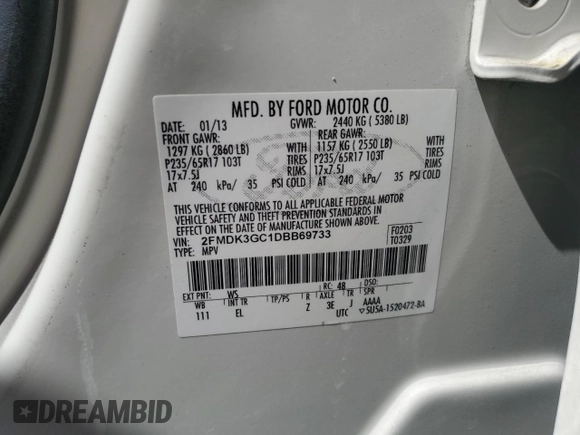 MFD. BY FORD MOTOR CO.
DATE: 01/13 GVWR: 2440 KG ( 5380 LB)
FRONT GAWR: REAR GAWR:
1297 KG ( 2860 LB) WITH 1157 KG ( 2550 LB) WITH
P235/65R17 103T TIRES P235/65R17 103T TIRES
17x7.5J RIMS 17x7.5J RIMS
AT 240 kPa/ 35 PSI COLD AT 240 kPa/ 35 PSI COLD
THIS VEHICLE CONFORMS TO ALL APPLICABLE FEDERAL MOTOR
VEHICLE SAFETY AND THEFT PREVENTION STANDARDS IN
EFFECT ON THE DATE OF MANUFACTURE SHOWN ABOVE.
VIN: 2FMDK3GC1DBB69733 F0203
TYPE: MPV T0329
EXT PNT: WS RC: 48 DSO:
WB INT TR TP/PS R AXLE TR SPR
111 EL Z 3E J AAAA
UTC ▽5USA-1520472-BA
DREAMBID